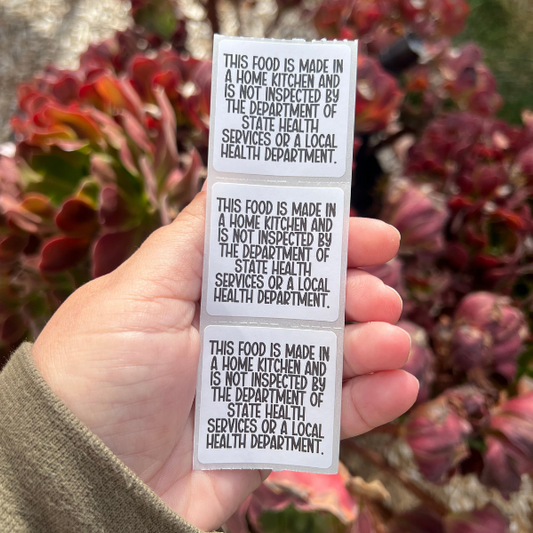 THIS FOOD IS MADE IN
A HOME KITCHEN AND
IS NOT INSPECTED BY
THE DEPARTMENT OF
STATE HEALTH
SERVICES OR A LOCAL
HEALTH DEPARTMENT.
THIS FOOD IS MADE IN
A HOME KITCHEN AND
IS NOT INSPECTED BY
THE DEPARTMENT OF
STATE HEALTH
SERVICES OR A LOCAL
HEALTH DEPARTMENT.
THIS FOOD IS MADE IN
A HOME KITCHEN AND
IS NOT INSPECTED BY
THE DEPARTMENT OF
STATE HEALTH
SERVICES OR A LOCAL
HEALTH DEPARTMENT.